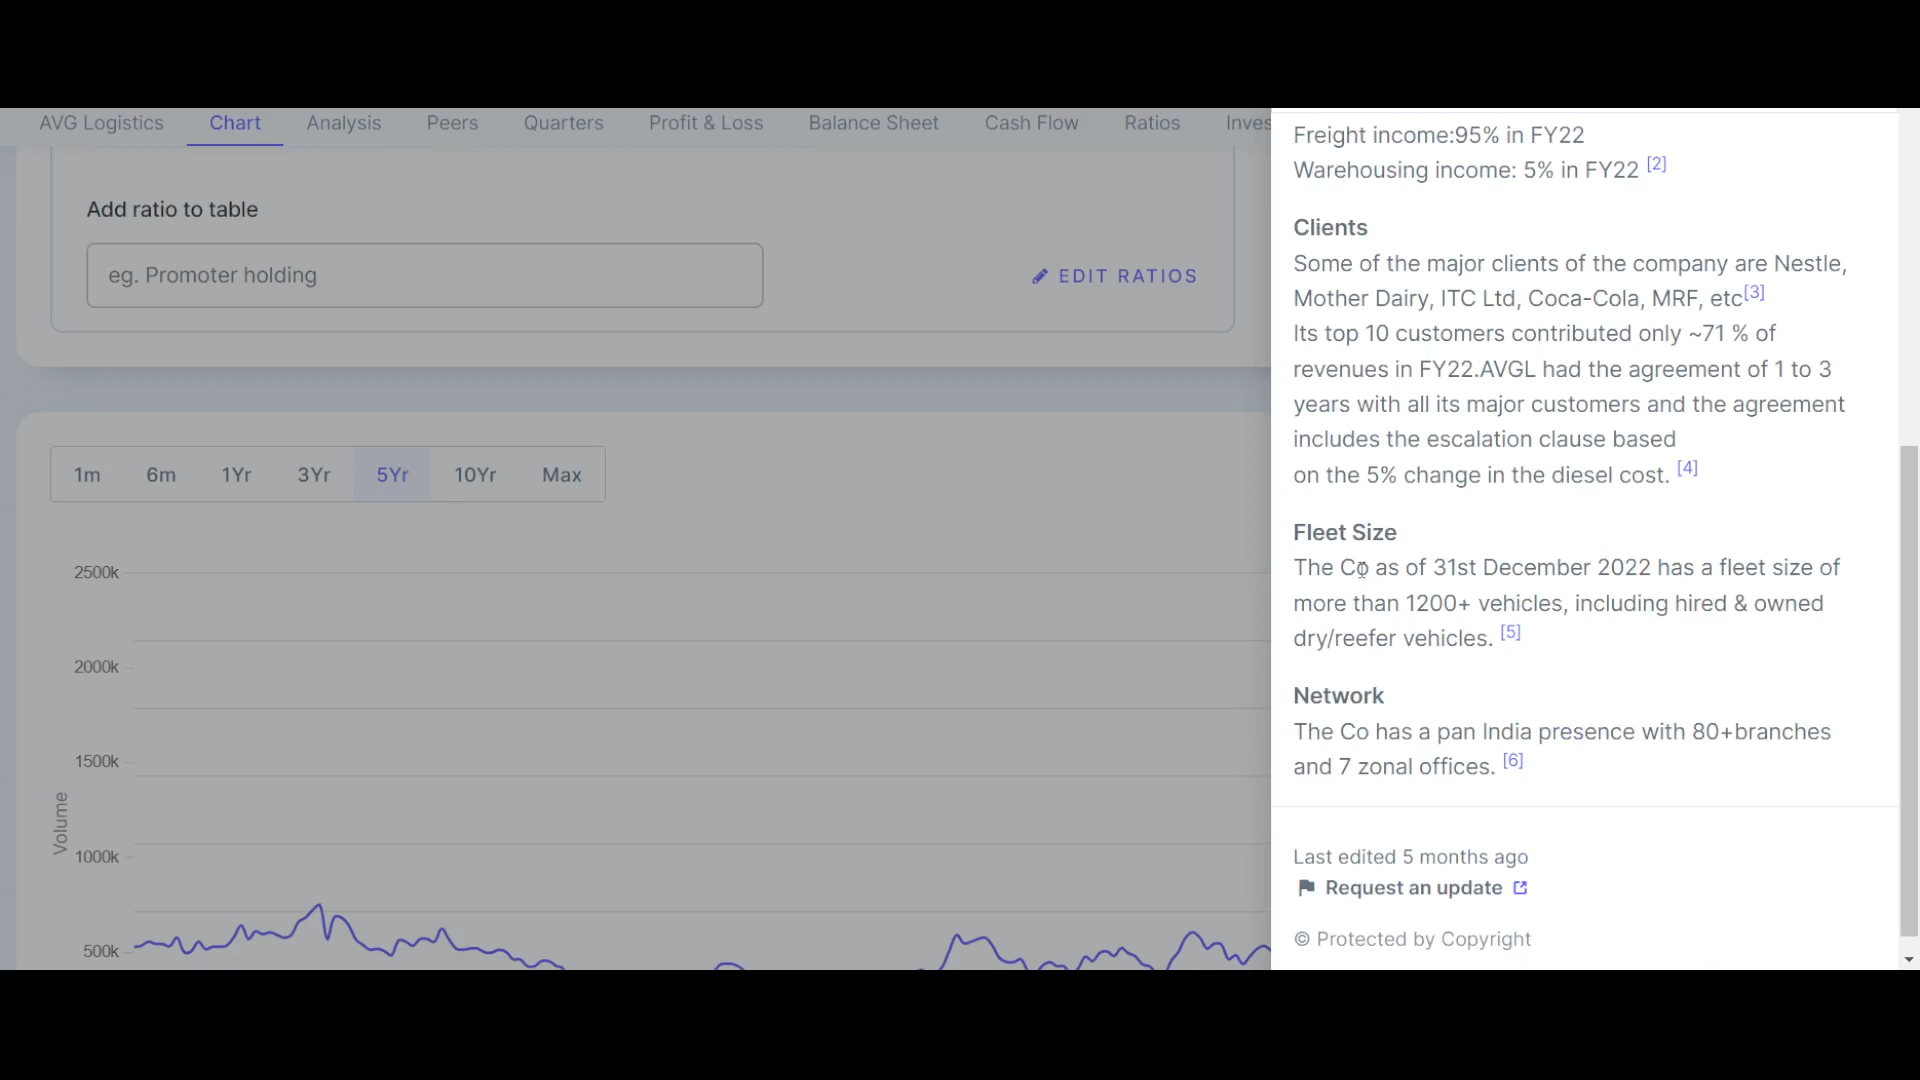 AVG Logistics Chart Analysis Peers Quarters Profit & Loss Balance Sheet Cash Flow Ratios Inves
Add ratio to table
eg. Promoter holding
EDIT RATIOS
1m 6m 1Yr 3Yr 5Yr 10Yr Max
2500k
2000k
1500k
1000k
500k
Volume
Freight income:95% in FY22
Warehousing income: 5% in FY22 [2]
Clients
Some of the major clients of the company are Nestle,
Mother Dairy, ITC Ltd, Coca-Cola, MRF, etc[3]
Its top 10 customers contributed only ~71 % of
revenues in FY22.AVGL had the agreement of 1 to 3
years with all its major customers and the agreement
includes the escalation clause based
on the 5% change in the diesel cost. [4]
Fleet Size
The Co as of 31st December 2022 has a fleet size of
more than 1200+ vehicles, including hired & owned
dry/reefer vehicles. [5]
Network
The Co has a pan India presence with 80+branches
and 7 zonal offices. [6]
Last edited 5 months ago
Request an update
© Protected by Copyright